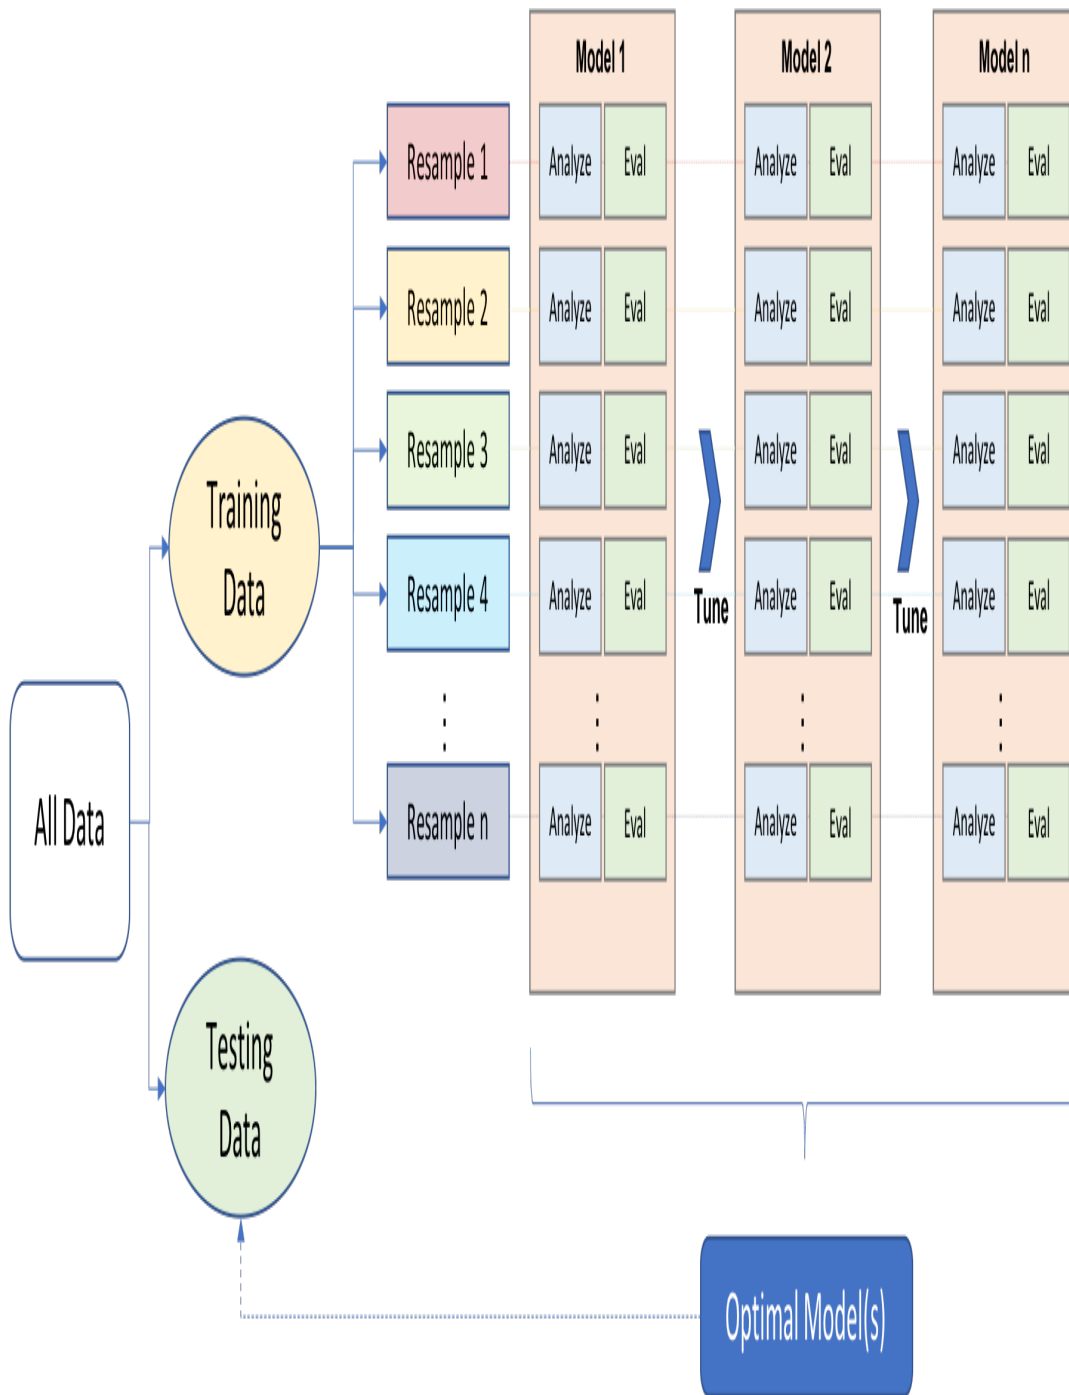 Model 1
Model 2
Model n
Resample 1
Analyze
Eval
Analyze
Eval
Analyze
Eval
Resample 2
Analyze
Eval
Analyze
Eval
Analyze
Eval
Resample 3
Analyze
Eval
Analyze
Eval
Analyze
Eval
Training
Data
Resample 4
Analyze
Eval
Analyze
Eval
Analyze
Eval
Tune
Tune
All Data
Resample n
Analyze
Eval
Analyze
Eval
Analyze
Eval
Testing
Data
Optimal Model(s)